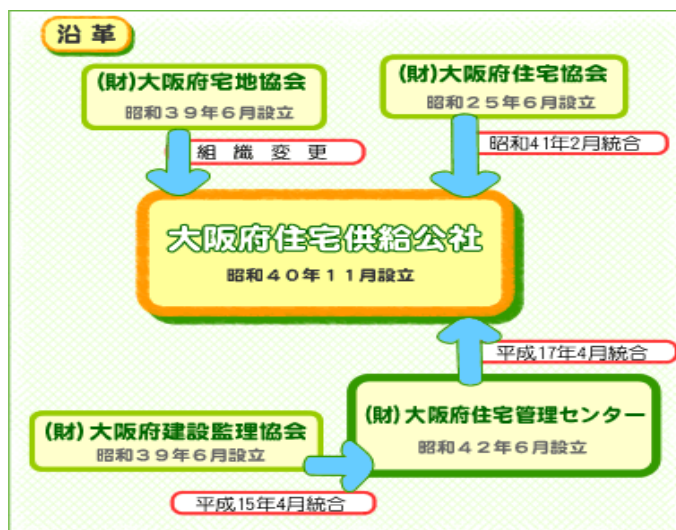 沿革
(財)大阪府宅地協会
昭和39年6月設立
(財)大阪府住宅協会
昭和25年6月設立
組織変更
昭和41年2月統合
大阪府住宅供給公社
昭和40年11月設立
平成17年4月統合
(財)大阪府住宅管理センター
昭和42年6月設立
(財)大阪府建設監理協会
昭和39年6月設立
平成15年4月統合